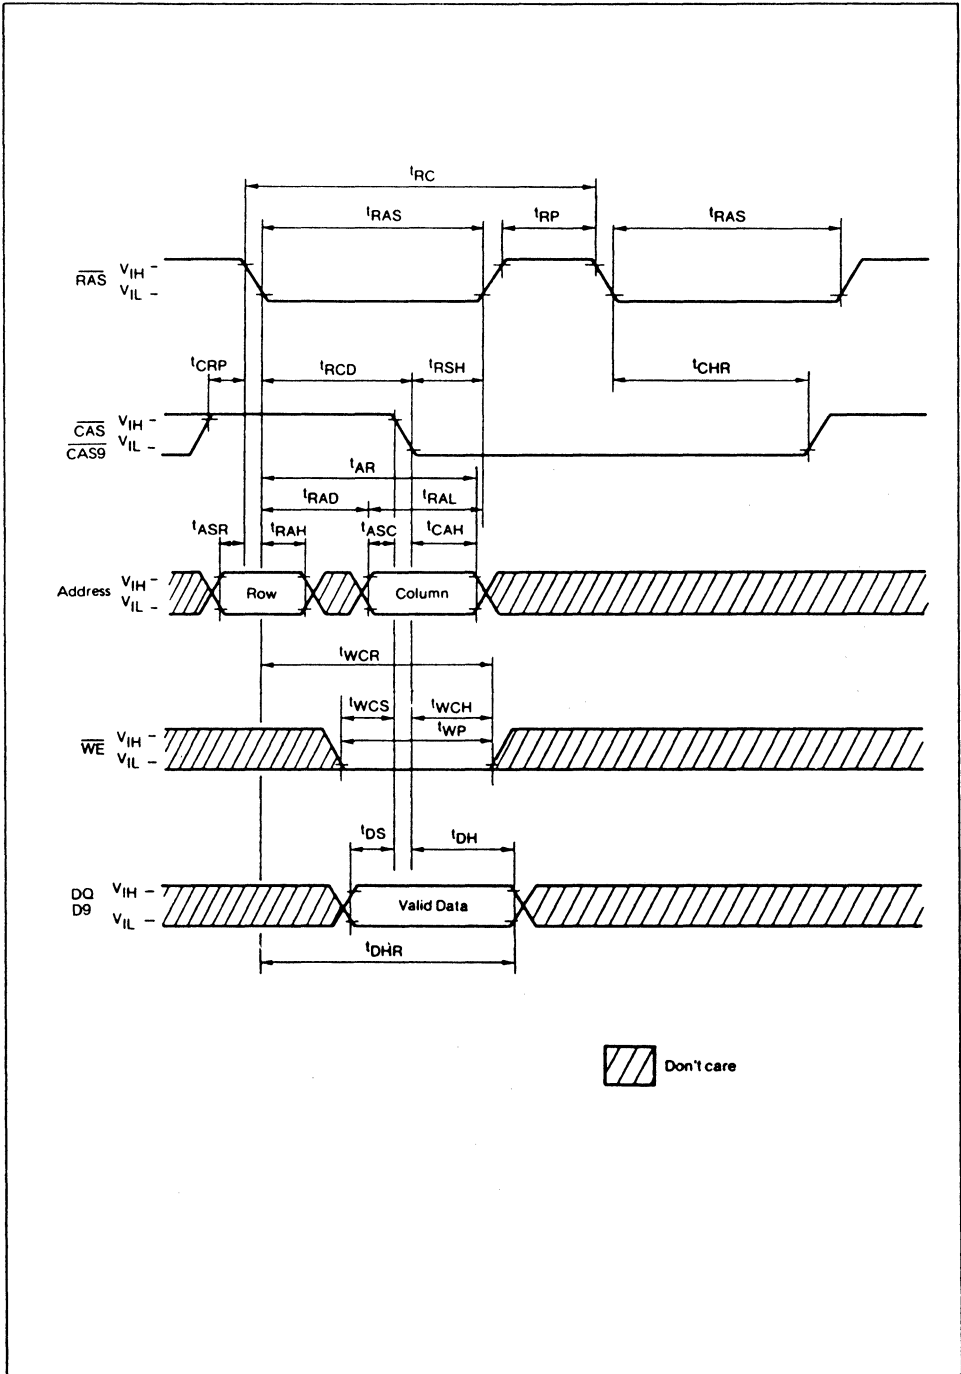 tRC
tRAS tRP tRAS
RAS VIH
VIL
tCRP tRCD tRSH tCHR
CAS VIH
CAS9 VIL
tAR
tRAD tRAL
tASR tRAH tASC tCAH
Address VIH Row Column
VIL
tWCR
tWCS tWCH
tWP
WE VIH
VIL
tDS tDH
DQ VIH
D9 VIL
Valid Data
tDHR
Don't care